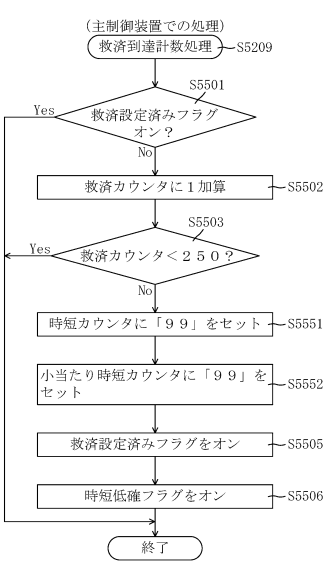 (主制御装置での処理)
救済到達計数処理
S5209
S5501
Yes
救済設定済みフラグ
オン?
No
救済カウンタに1加算
S5502
S5503
Yes
救済カウンタ<250?
No
時短カウンタに「99」をセット
S5551
小当たり時短カウンタに「99」を
セット
S5552
救済設定済みフラグをオン
S5505
時短低確フラグをオン
S5506
終了